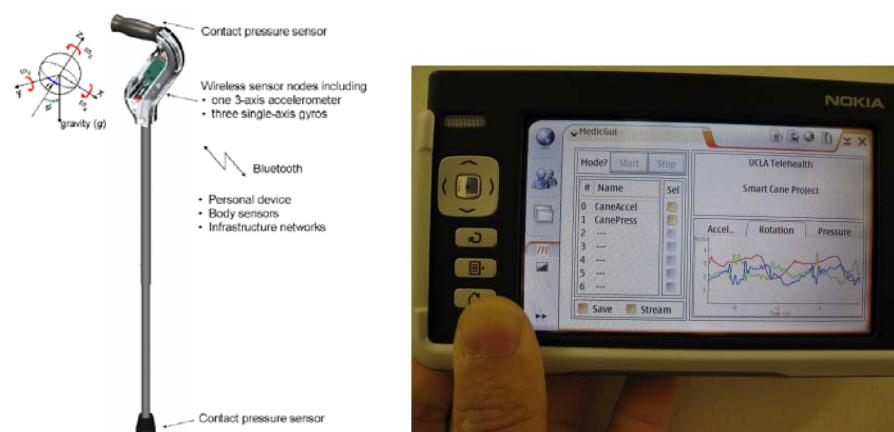 Contact pressure sensor
Z
Y
X
gravity (g)
Wireless sensor nodes including
• one 3-axis accelerometer
• three single-axis gyros
Bluetooth
• Personal device
• Body sensors
• Infrastructure networks
Contact pressure sensor
NOKIA
MedicGui
Mode? Start Stop
# Name Sel
0 CaneAccel
1 CanePress
2 ---
3 ---
4 ---
5 ---
6 ---
Save Stream
UCLA Telehealth
Smart Cane Project
Accel... Rotation Pressure